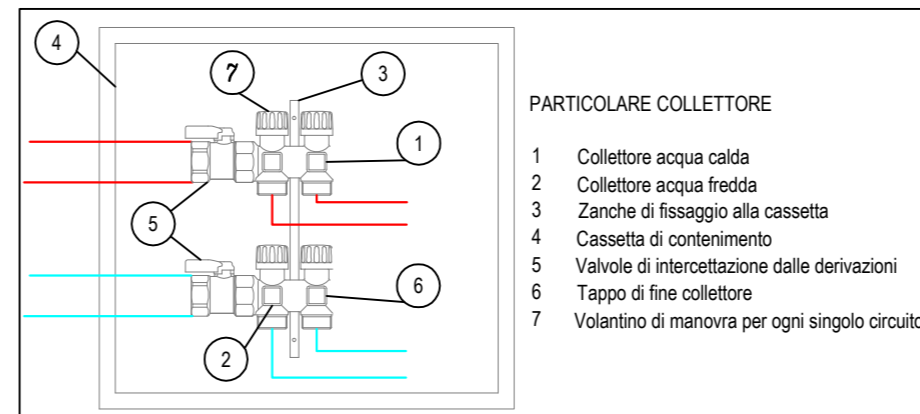 4
7
3
1
5
6
2
PARTICOLARE COLLETTORE
1 Collettore acqua calda
2 Collettore acqua fredda
3 Zanche di fissaggio alla cassetta
4 Cassetta di contenimento
5 Valvole di intercettazione dalle derivazioni
6 Tappo di fine collettore
7 Volantino di manovra per ogni singolo circuito